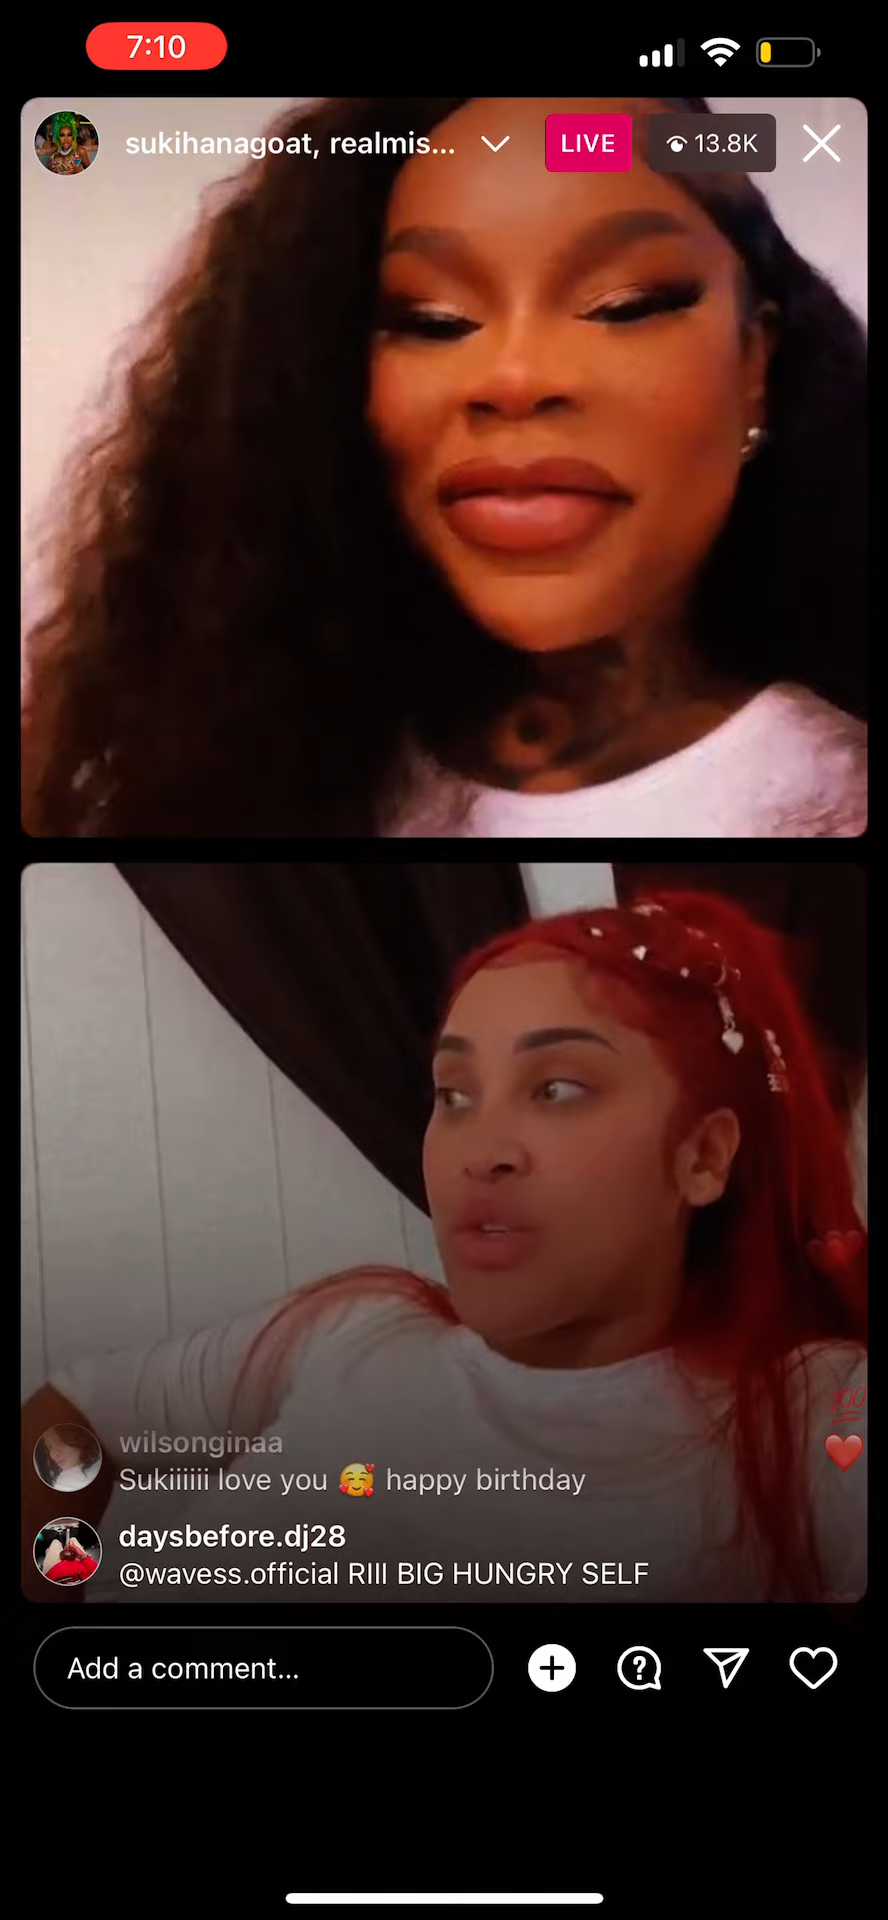 7:10
sukihanagoat, realmis...
LIVE
13.8K
wilsonginaa
Sukiiiiii love you 🥰 happy birthday
daysbefore.dj28
@wavess.official RIII BIG HUNGRY SELF
Add a comment...